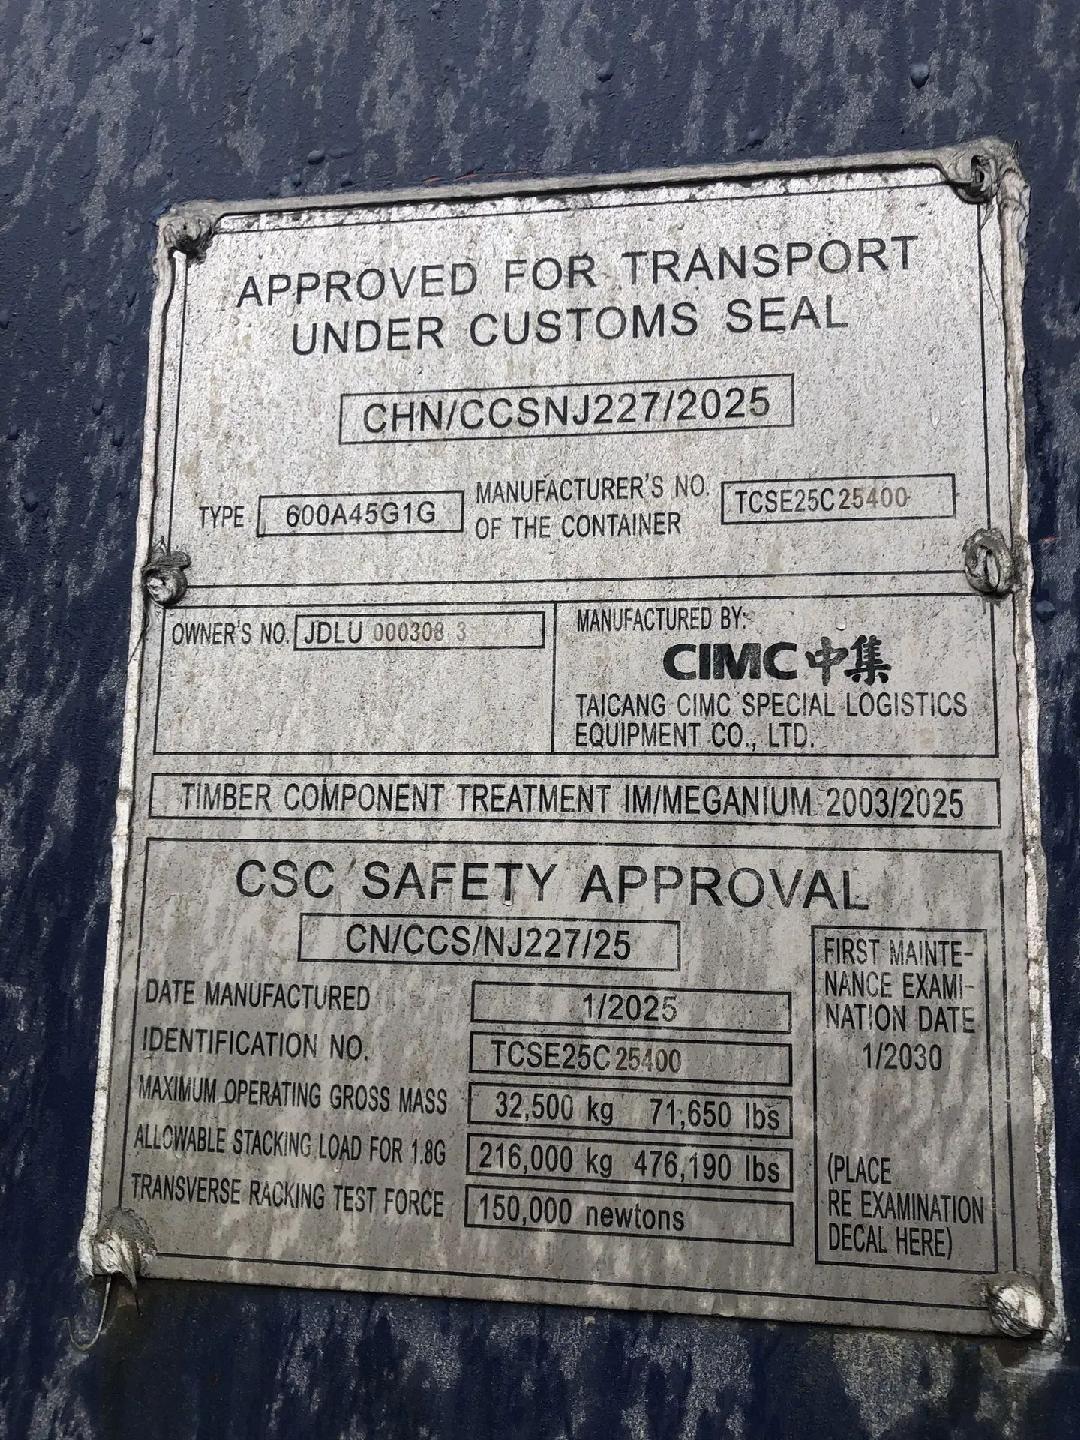 APPROVED FOR TRANSPORT
UNDER CUSTOMS SEAL
CHN/CCSNJ227/2025
TYPE 600A45G1G MANUFACTURER'S NO. OF THE CONTAINER TCSE25C25400
OWNER'S NO. JDLU 000308 3
MANUFACTURED BY:
CIMC 中集
TAICANG CIMC SPECIAL LOGISTICS
EQUIPMENT CO., LTD.
TIMBER COMPONENT TREATMENT IM/MEGANIUM 2003/2025
CSC SAFETY APPROVAL
CN/CCS/NJ227/25
DATE MANUFACTURED 1/2025
IDENTIFICATION NO. TCSE25C25400
MAXIMUM OPERATING GROSS MASS 32,500 kg 71,650 lbs
ALLOWABLE STACKING LOAD FOR 1.8G 216,000 kg 476,190 lbs
TRANSVERSE RACKING TEST FORCE 150,000 newtons
FIRST MAINTE-
NANCE EXAMI-
NATION DATE
1/2030
(PLACE
RE EXAMINATION
DECAL HERE)